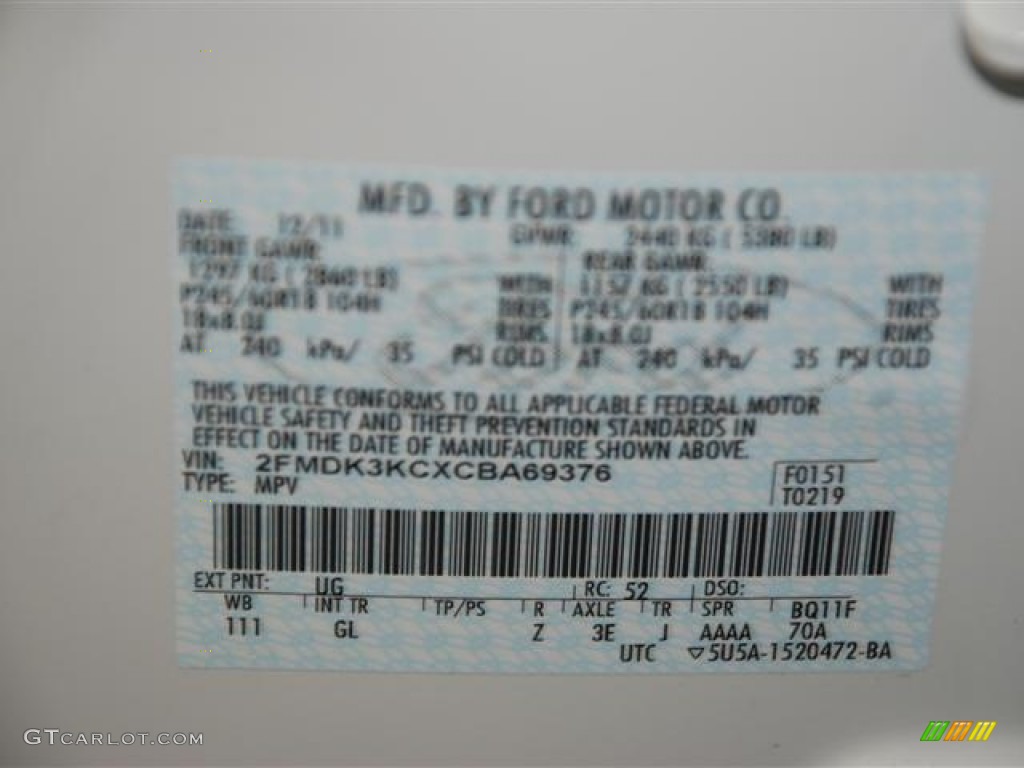 MFD. BY FORD MOTOR CO.
DATE: 12/11 GVWR: 2440 KG ( 5380 LB)
FRONT GAWR: REAR GAWR:
1297 KG ( 2860 LB) WITH 1157 KG ( 2550 LB) WITH
P245/60R18 104H TIRES P245/60R18 104H TIRES
18x8.0J RIMS 18x8.0J RIMS
AT 240 kPa/ 35 PSI COLD AT 240 kPa/ 35 PSI COLD
THIS VEHICLE CONFORMS TO ALL APPLICABLE FEDERAL MOTOR
VEHICLE SAFETY AND THEFT PREVENTION STANDARDS IN
EFFECT ON THE DATE OF MANUFACTURE SHOWN ABOVE.
VIN: 2FMDK3KCXCBA69376 F0151
TYPE: MPV T0219
EXT PNT: UG RC: 52 DSO:
WB INT TR TP/PS R AXLE TR SPR BQ11F
111 GL Z 3E J AAAA 70A
UTC ▽5U5A-1520472-BA
GTCARLOT.COM